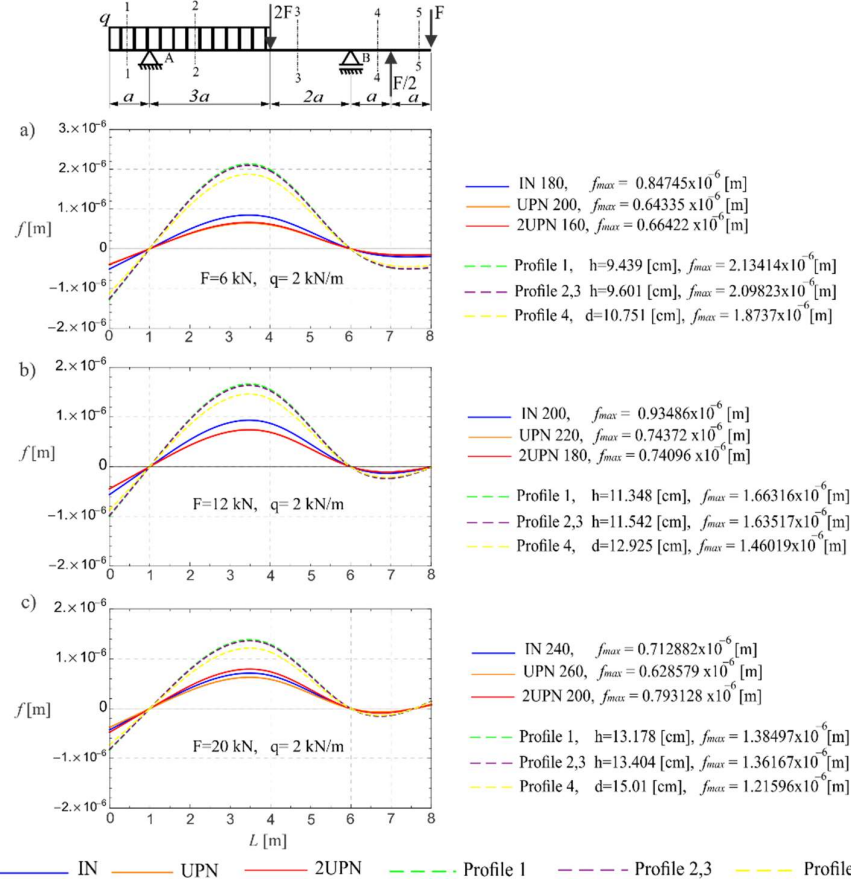 q 1 2 2F 3 4 5 F
A B
1 2 3 4 F/2 5
a 3a 2a a a
a)
3.×10⁻⁶
2.×10⁻⁶
1.×10⁻⁶
f [m] 0
-1.×10⁻⁶
-2.×10⁻⁶
F=6 kN, q= 2 kN/m
0 1 2 3 4 5 6 7 8
IN 180, fmax = 0.84745x10⁻⁶ [m]
UPN 200, fmax = 0.64335x10⁻⁶ [m]
2UPN 160, fmax = 0.66422 x10⁻⁶ [m]
Profile 1, h=9.439 [cm], fmax = 2.13414x10⁻⁶ [m]
Profile 2,3 h=9.601 [cm], fmax = 2.09823x10⁻⁶ [m]
Profile 4, d=10.751 [cm], fmax = 1.8737x10⁻⁶ [m]
b)
2.×10⁻⁶
1.×10⁻⁶
f [m] 0
-1.×10⁻⁶
-2.×10⁻⁶
F=12 kN, q= 2 kN/m
0 1 2 3 4 5 6 7 8
IN 200, fmax = 0.93486x10⁻⁶ [m]
UPN 220, fmax = 0.74372 x10⁻⁶ [m]
2UPN 180, fmax = 0.74096 x10⁻⁶ [m]
Profile 1, h=11.348 [cm], fmax = 1.66316x10⁻⁶ [m]
Profile 2,3 h=11.542 [cm], fmax = 1.63517x10⁻⁶ [m]
Profile 4, d=12.925 [cm], fmax = 1.46019x10⁻⁶ [m]
c)
2.×10⁻⁶
1.×10⁻⁶
f [m] 0
-1.×10⁻⁶
-2.×10⁻⁶
F=20 kN, q= 2 kN/m
0 1 2 3 4 5 6 7 8
L [m]
IN 240, fmax = 0.712882x10⁻⁶ [m]
UPN 260, fmax = 0.628579 x10⁻⁶ [m]
2UPN 200, fmax = 0.793128 x10⁻⁶ [m]
Profile 1, h=13.178 [cm], fmax = 1.38497x10⁻⁶ [m]
Profile 2,3 h=13.404 [cm], fmax = 1.36167x10⁻⁶ [m]
Profile 4, d=15.01 [cm], fmax = 1.21596x10⁻⁶ [m]
IN UPN 2UPN Profile 1 Profile 2,3 Profile